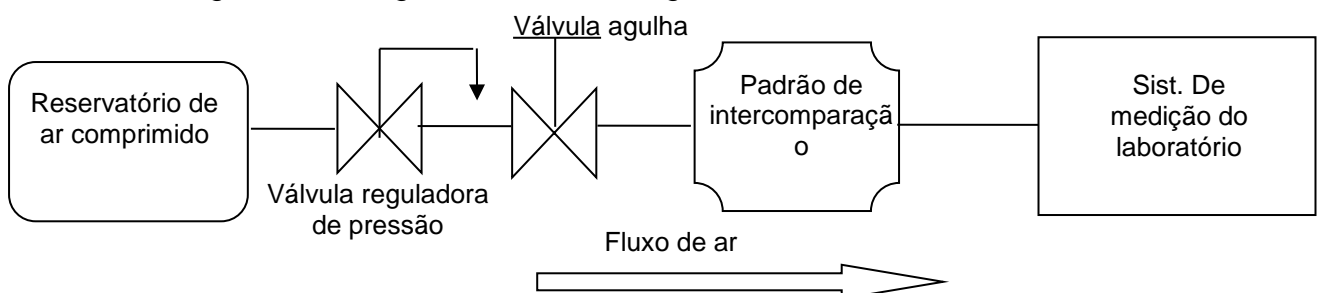 Válvula agulha
Reservatório de
ar comprimido
Válvula reguladora
de pressão
Padrão de
intercomparaçã
o
Sist. De
medição do
laboratório
Fluxo de ar